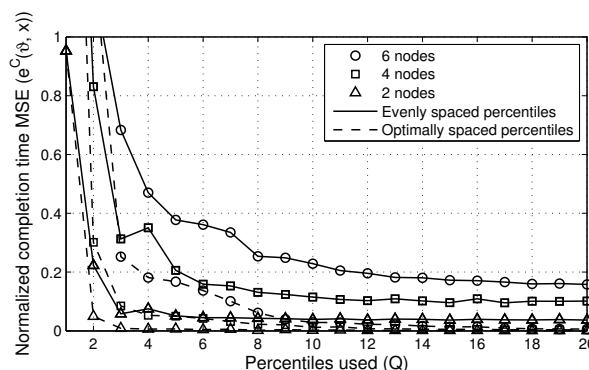 Normalized completion time MSE (e^C(ϑ, x))
1
0.8
0.6
0.4
0.2
0
6 nodes
4 nodes
2 nodes
Evenly spaced percentiles
Optimally spaced percentiles
2 4 6 8 10 12 14 16 18 20
Percentiles used (Q)